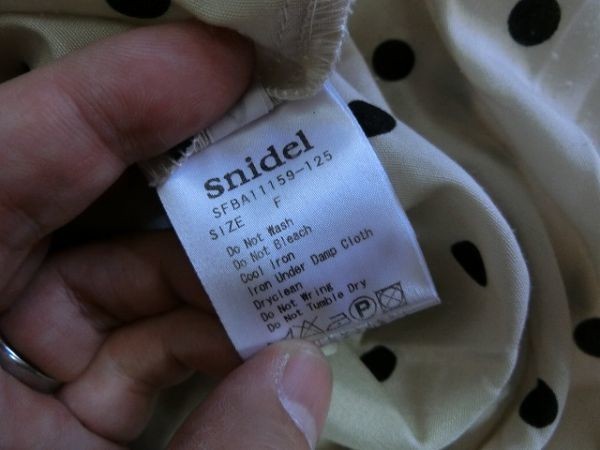 snidel
SFBA11159-125
SIZE F
Do Not Wash
Do Not Bleach
Cool Iron
Iron Under Damp Cloth
Dryclean
Do Not Wring
Do Not Tumble Dry
P